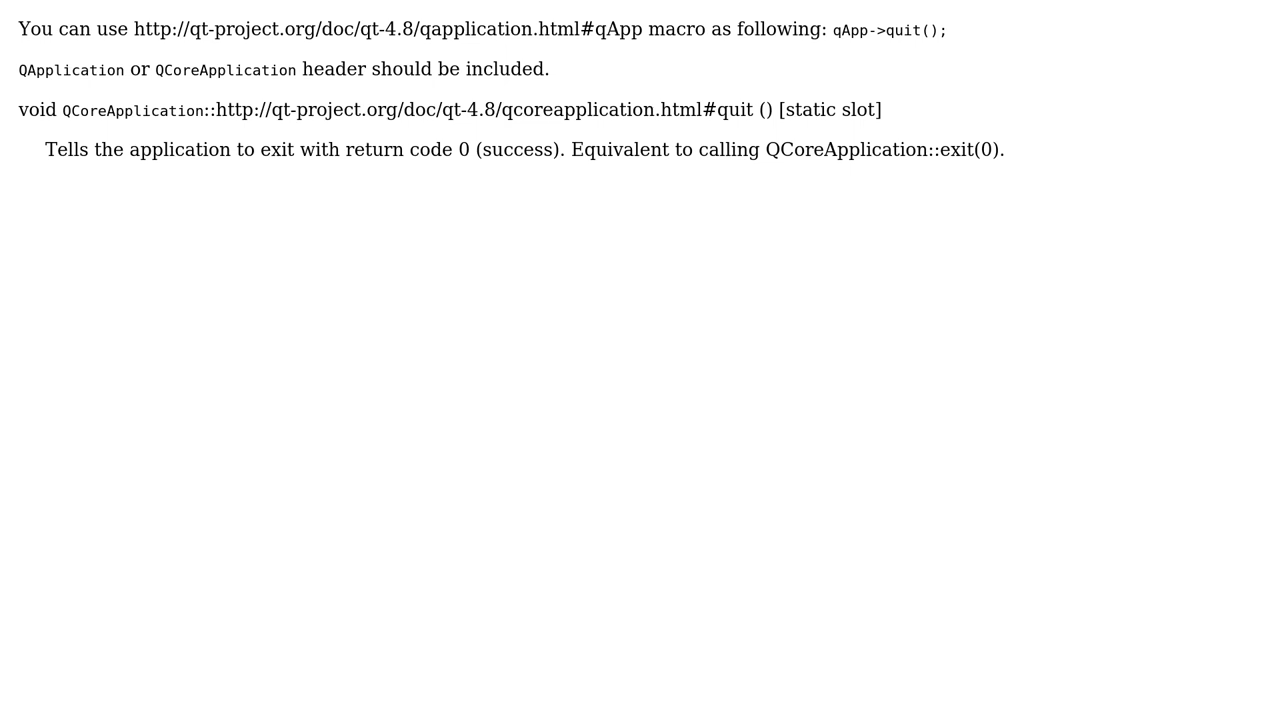 You can use http://qt-project.org/doc/qt-4.8/qapplication.html#qApp macro as following: qApp->quit();
QApplication or QCoreApplication header should be included.
void QCoreApplication::http://qt-project.org/doc/qt-4.8/qcoreapplication.html#quit () [static slot]
Tells the application to exit with return code 0 (success). Equivalent to calling QCoreApplication::exit(0).